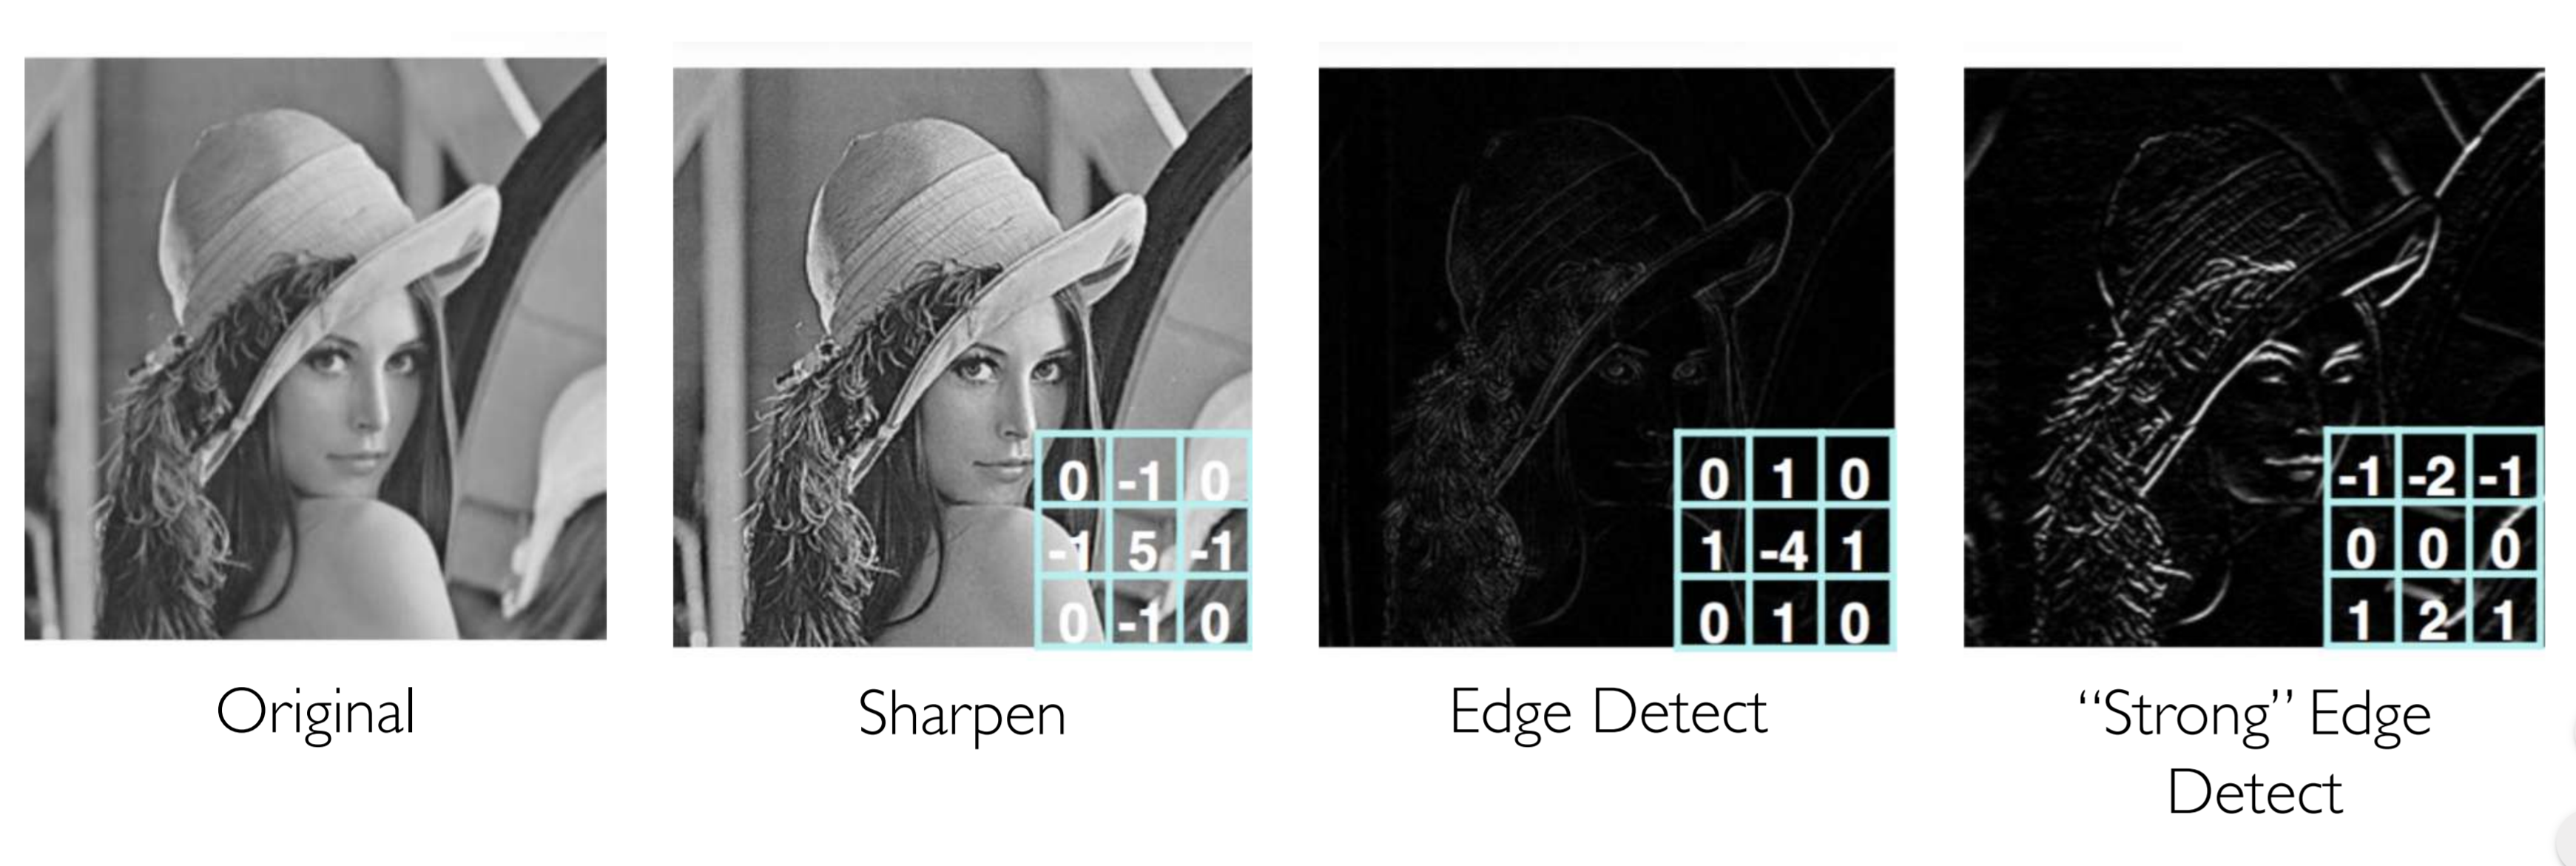 0 -1 0
-1 5 -1
0 -1 0
0 1 0
1 -4 1
0 1 0
-1 -2 -1
0 0 0
1 2 1
Original
Sharpen
Edge Detect
“Strong” Edge
Detect